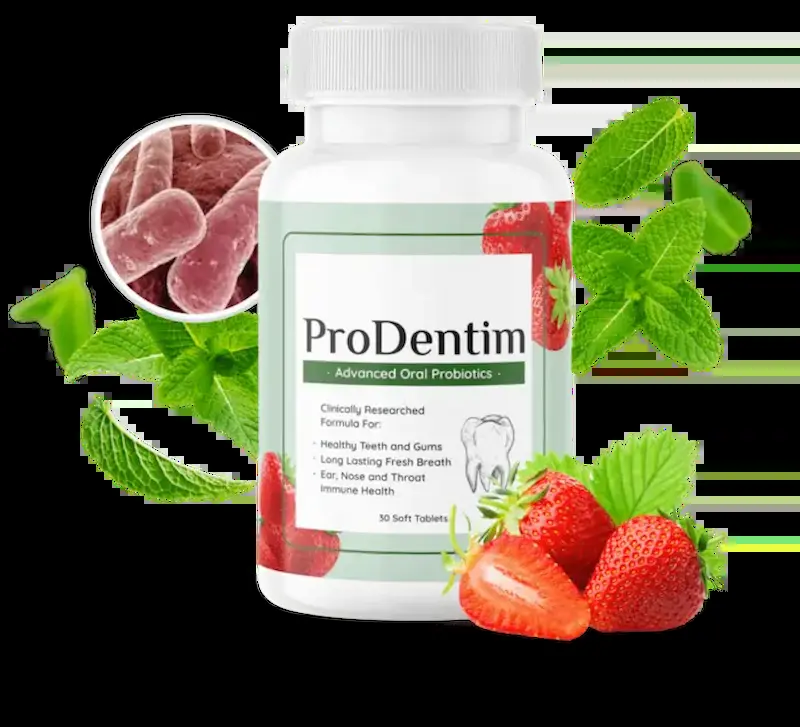 ProDentim
· Advanced Oral Probiotics ·
Clinically Researched
Formula For:
· Healthy Teeth and Gums
· Long Lasting Fresh Breath
· Ear, Nose and Throat
Immune Health
30 Soft Tablets